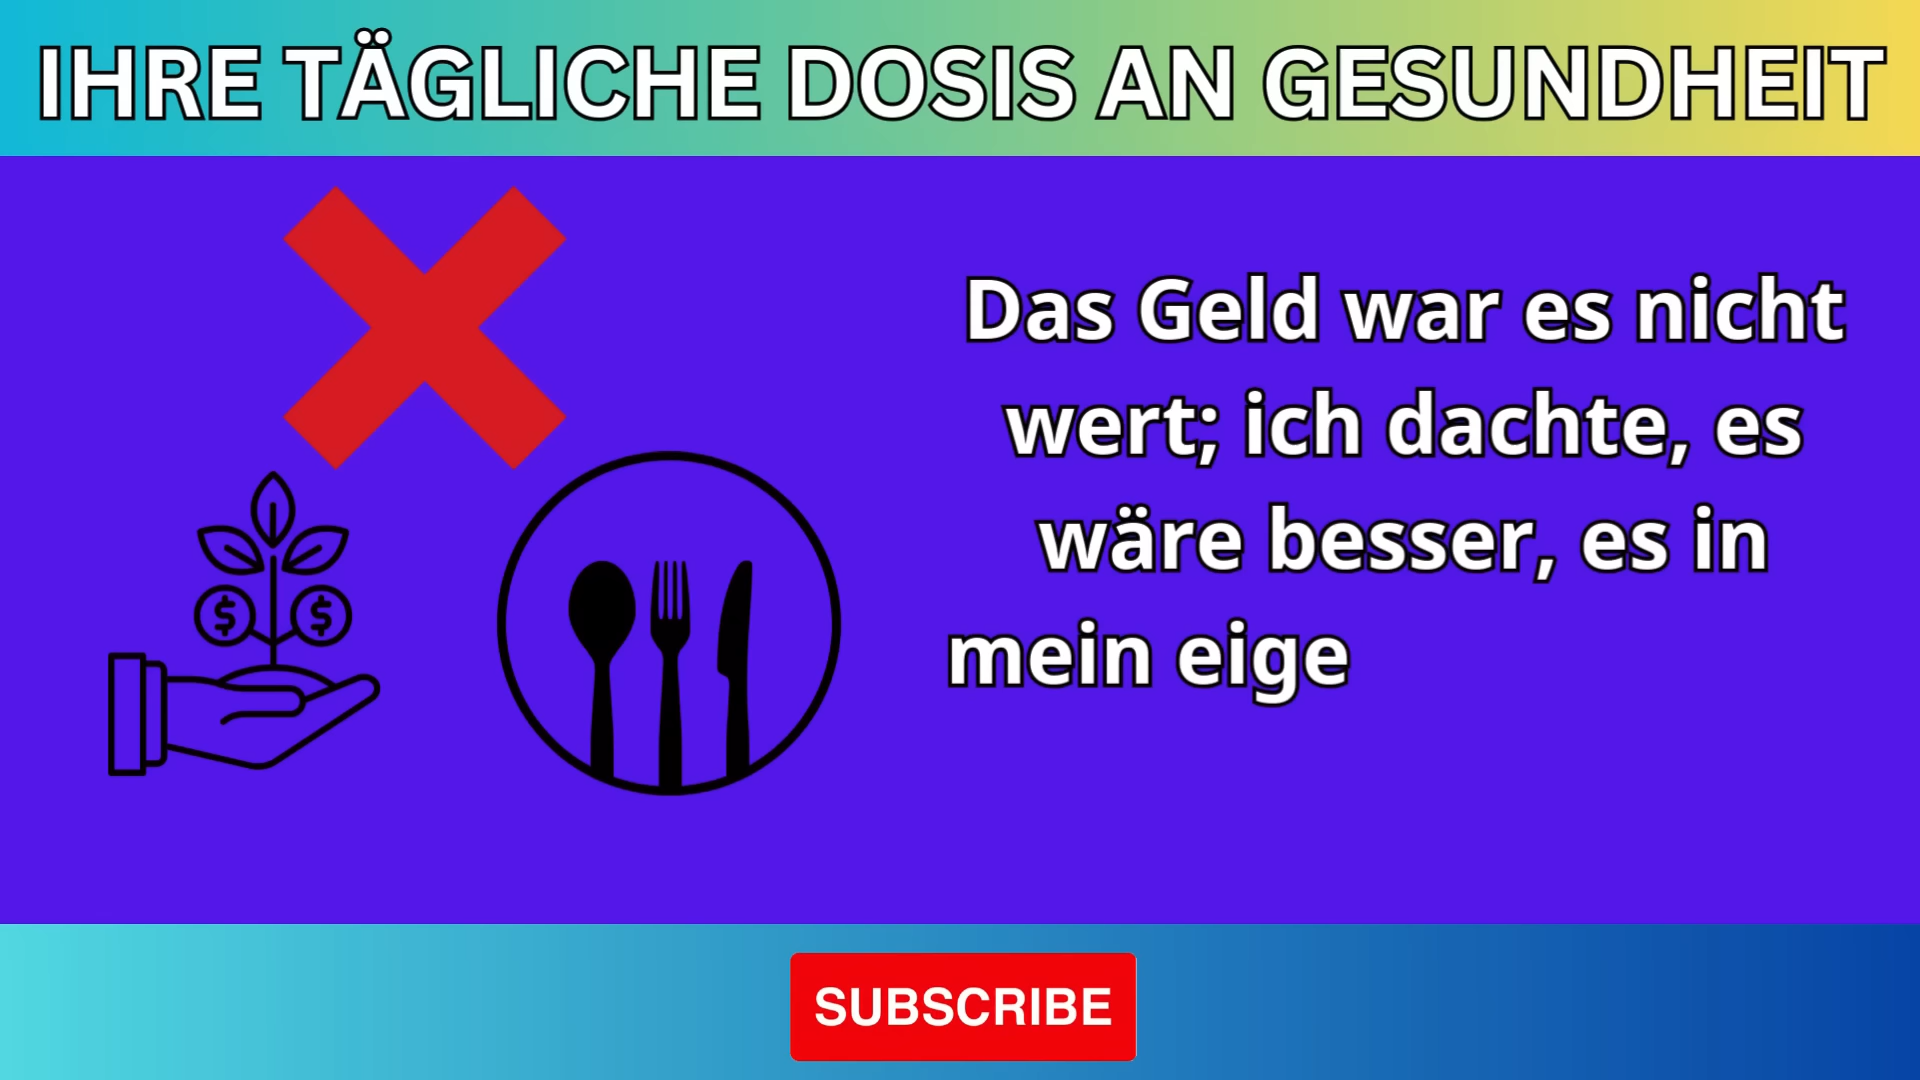 IHRE TÄGLICHE DOSIS AN GESUNDHEIT
Das Geld war es nicht
wert; ich dachte, es
wäre besser, es in
mein eige
$ $
SUBSCRIBE